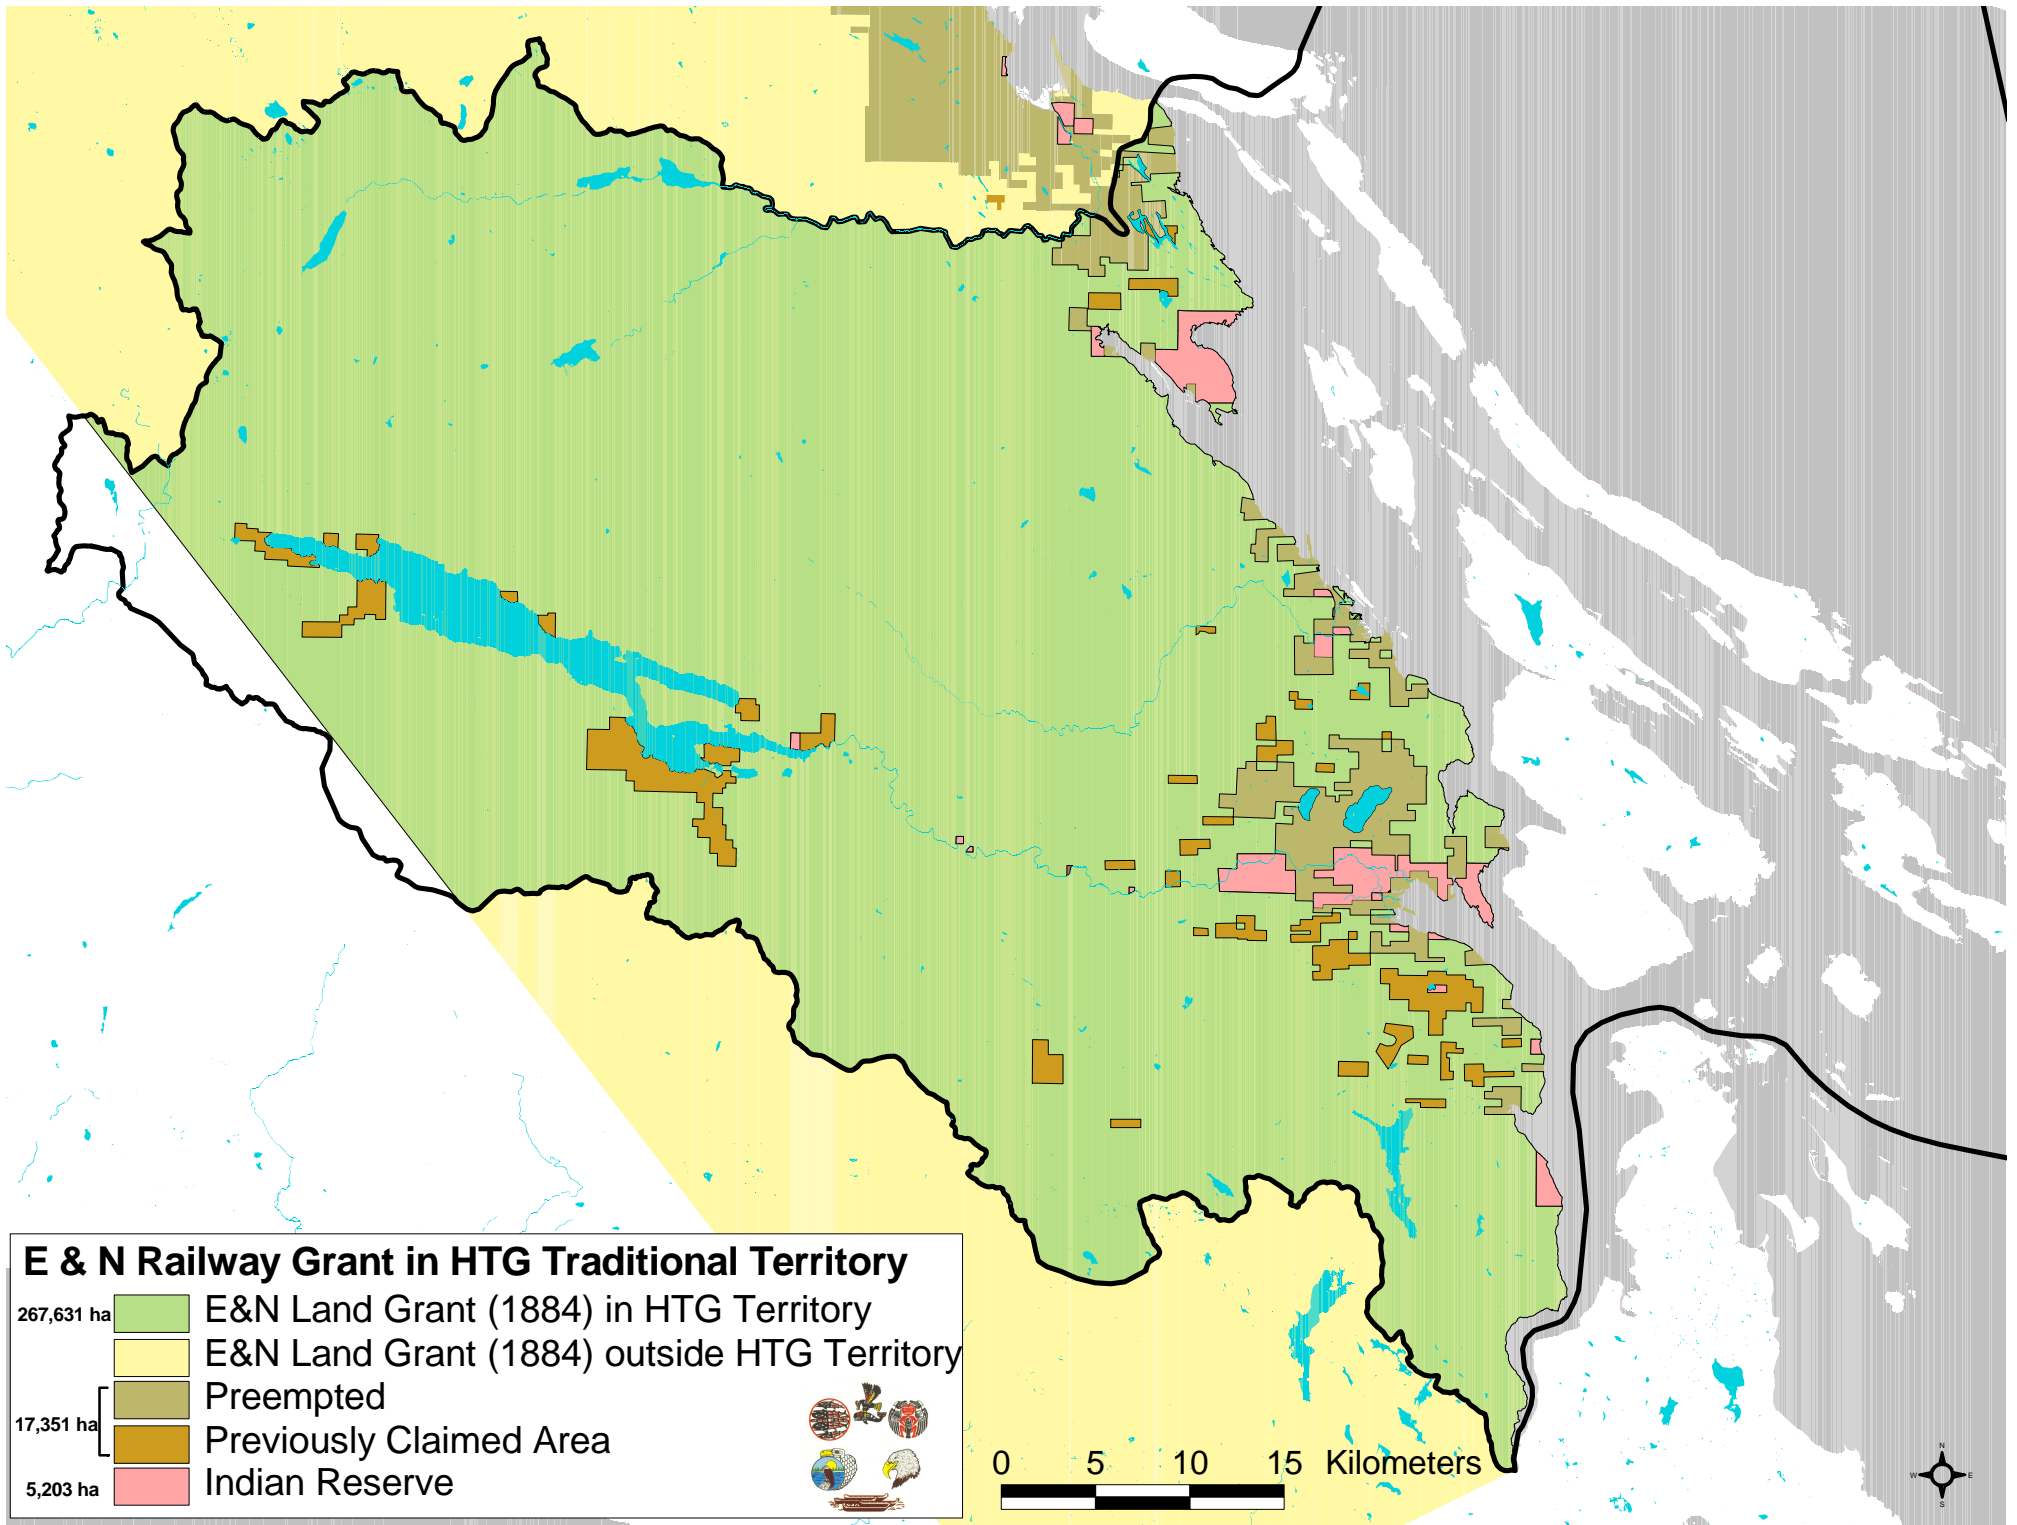 E & N Railway Grant in HTG Traditional Territory
267,631 ha E&N Land Grant (1884) in HTG Territory
E&N Land Grant (1884) outside HTG Territory
Preempted
17,351 ha
Previously Claimed Area
5,203 ha Indian Reserve
0 5 10 15 Kilometers
N
W E
S